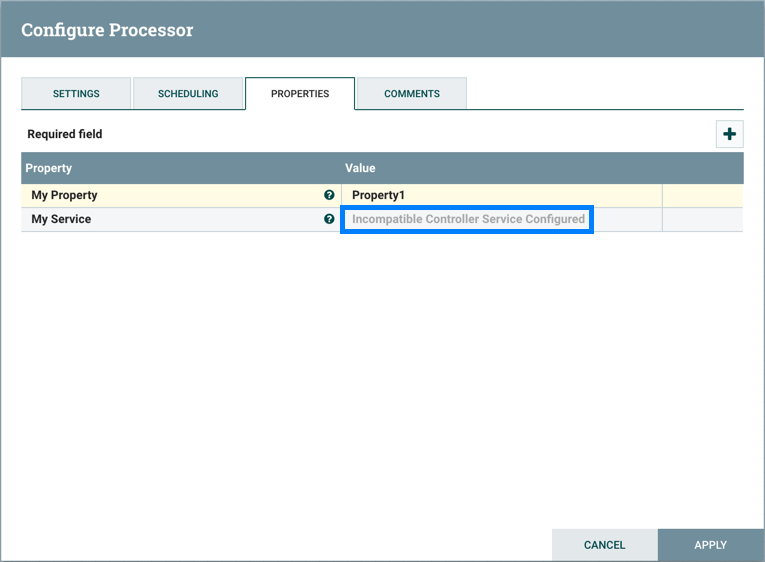 Configure Processor
SETTINGS SCHEDULING PROPERTIES COMMENTS
Required field
Property Value
My Property ? Property1
My Service ? Incompatible Controller Service Configured
CANCEL APPLY